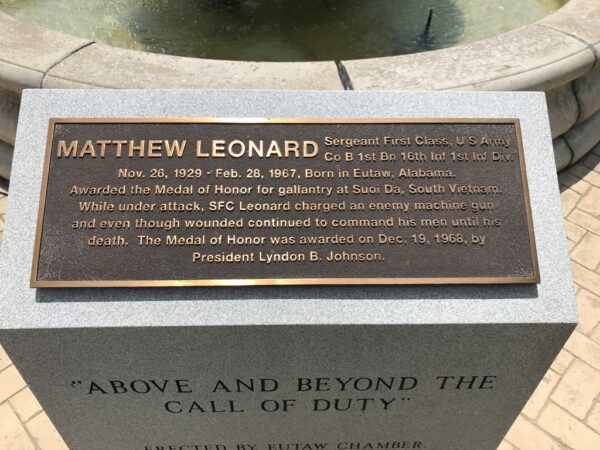 MATTHEW LEONARD Sergeant First Class, U S Army
Co B 1st Bn 16th Inf 1st Inf Div.
Nov. 26, 1929 - Feb. 28, 1967, Born in Eutaw, Alabama.
Awarded the Medal of Honor for gallantry at Suoi Da, South Vietnam.
While under attack, SFC Leonard charged an enemy machine gun
and even though wounded continued to command his men until his
death. The Medal of Honor was awarded on Dec. 19, 1968, by
President Lyndon B. Johnson.
"ABOVE AND BEYOND THE
CALL OF DUTY"
ERECTED BY EUTAW CHAMBER